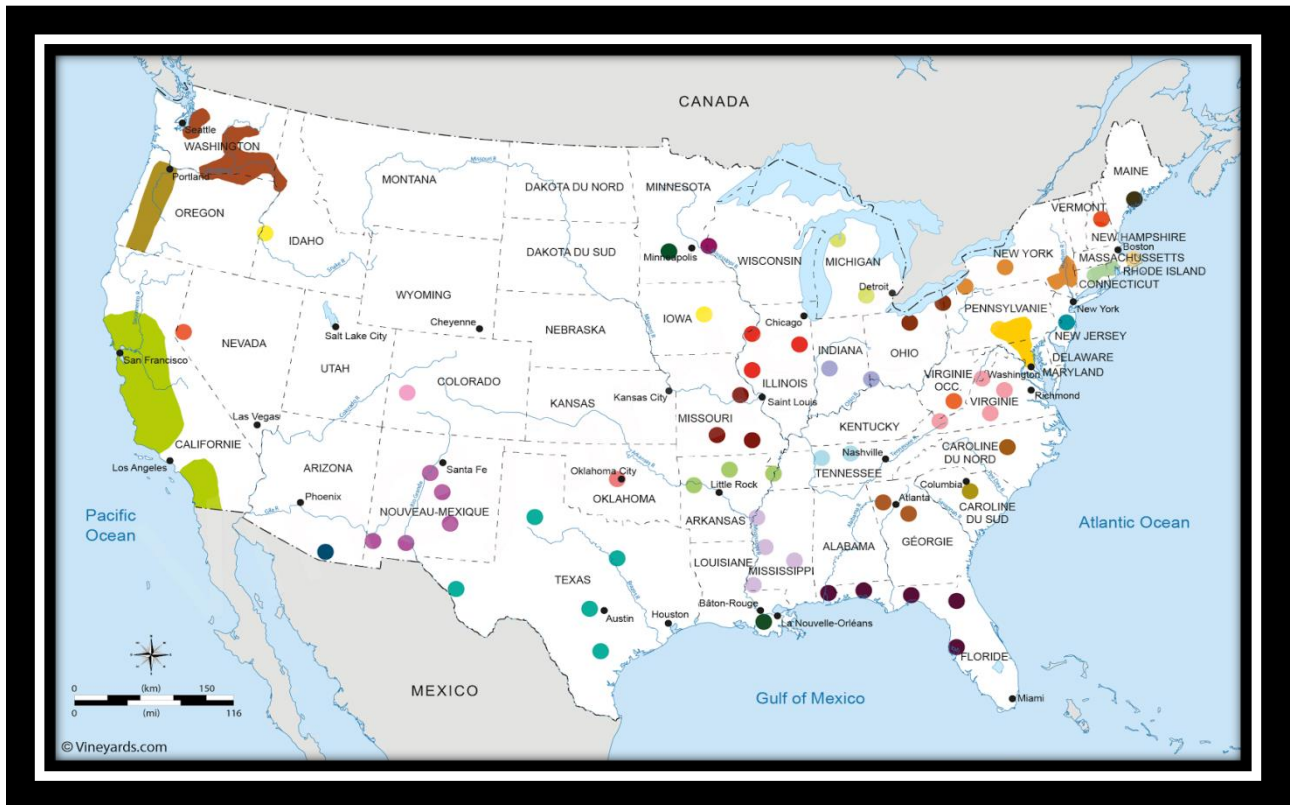 CANADA
Seattle
WASHINGTON
Portland
OREGON
IDAHO
MONTANA
DAKOTA DU NORD
MINNESOTA
DAKOTA DU SUD
Minneapolis
WISCONSIN
MICHIGAN
Detroit
MAINE
VERMONT
NEW HAMPSHIRE
Boston
NEW YORK
MASSACHUSSETTS
RHODE ISLAND
CONNECTICUT
New York
PENNSYLVANIE
NEW JERSEY
DELAWARE
MARYLAND
Washington
WYOMING
Cheyenne
NEBRASKA
IOWA
Chicago
ILLINOIS
INDIANA
OHIO
VIRGINIE
OCC.
VIRGINIE
Richmond
San Francisco
NEVADA
Salt Lake City
UTAH
COLORADO
KANSAS
Kansas City
MISSOURI
Saint Louis
KENTUCKY
CALIFORNIE
Las Vegas
Los Angeles
ARIZONA
Phoenix
Santa Fe
NOUVEAU-MEXIQUE
Oklahoma City
OKLAHOMA
Little Rock
ARKANSAS
Nashville
TENNESSEE
CAROLINE
DU NORD
Columbia
CAROLINE
DU SUD
Atlanta
GÉORGIE
ALABAMA
MISSISSIPPI
LOUISIANE
TEXAS
Austin
Houston
Bâton-Rouge
La Nouvelle-Orléans
FLORIDE
Miami
Pacific
Ocean
Atlantic Ocean
Gulf of Mexico
MEXICO
0 (km) 150
0 (mi) 116
© Vineyards.com